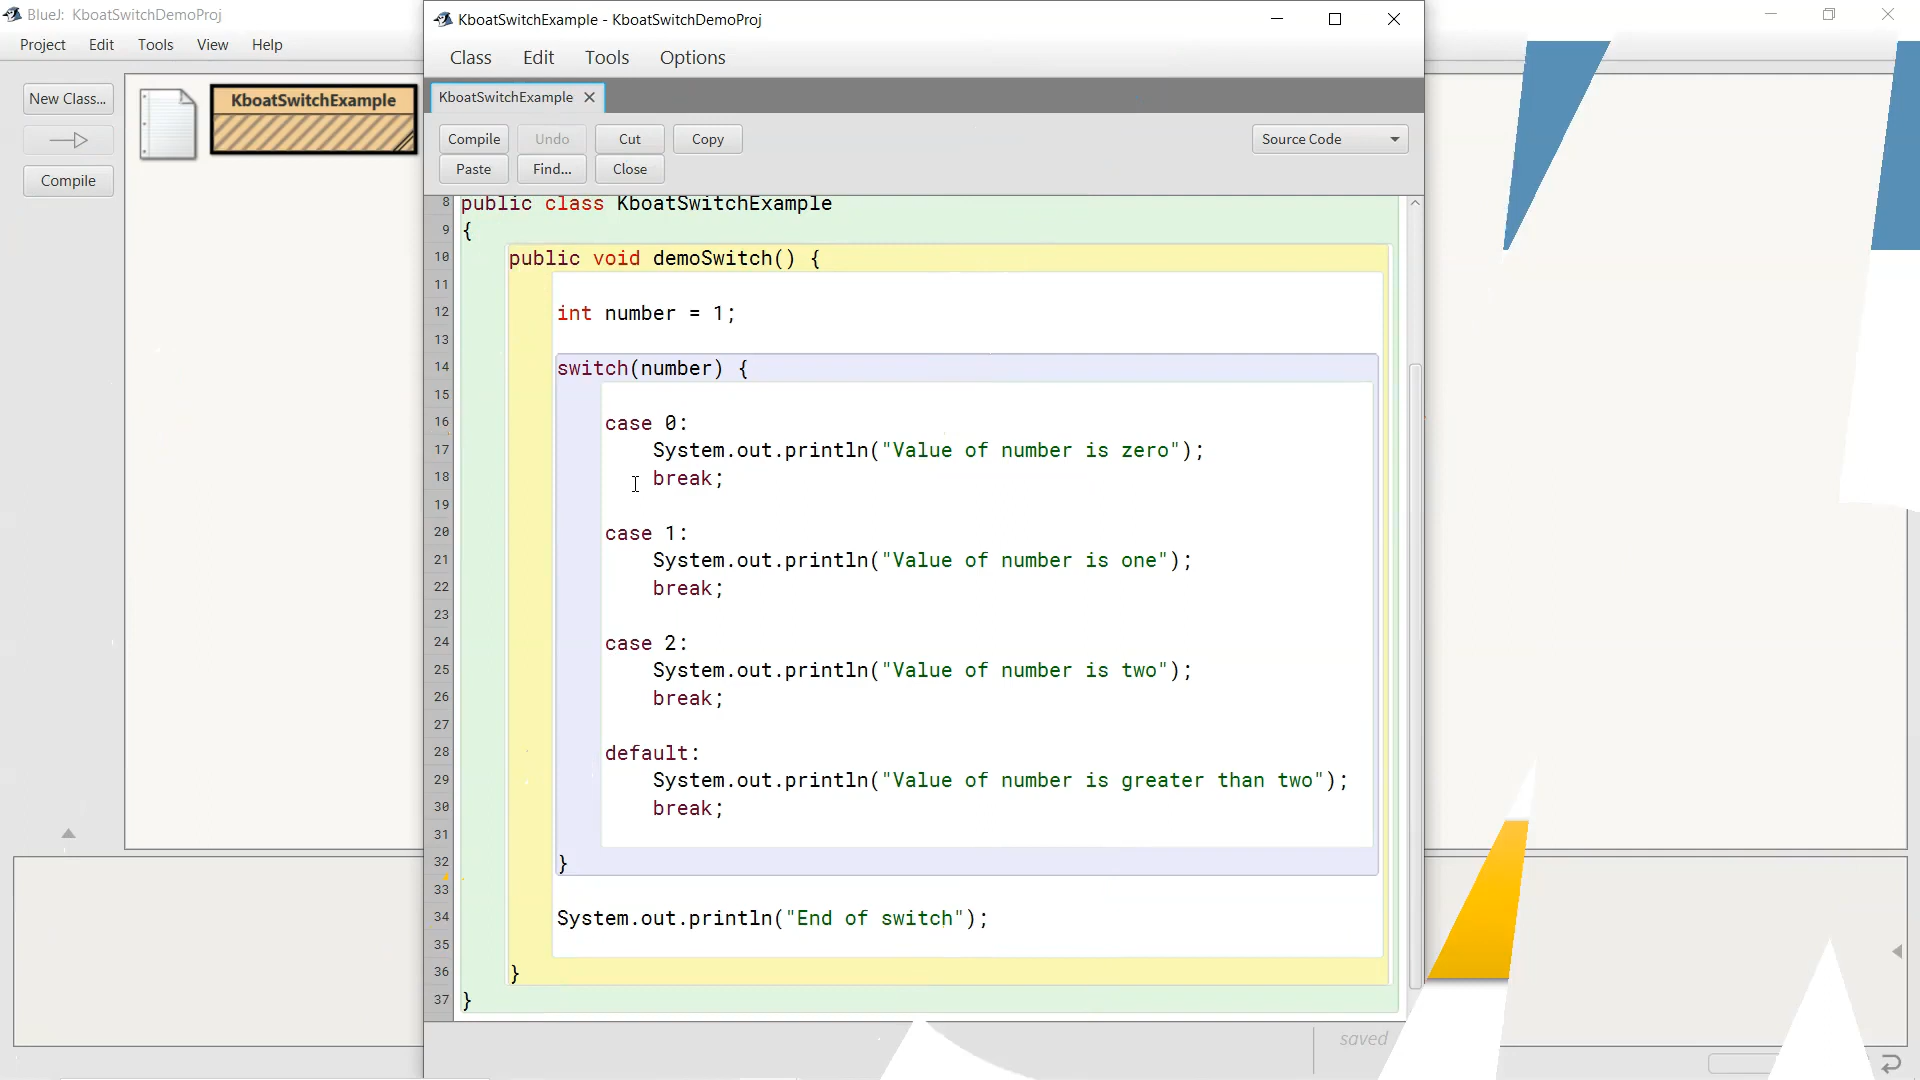 BlueJ: KboatSwitchDemoProj
Project Edit Tools View Help
New Class...
Compile
KboatSwitchExample
KboatSwitchExample - KboatSwitchDemoProj
Class Edit Tools Options
KboatSwitchExample
Compile Undo Cut Copy Source Code
Paste Find... Close
8 public class KboatSwitchExample
9 {
10 public void demoSwitch() {
11
12 int number = 1;
13
14 switch(number) {
15
16 case 0:
17 System.out.println("Value of number is zero");
18 break;
19
20 case 1:
21 System.out.println("Value of number is one");
22 break;
23
24 case 2:
25 System.out.println("Value of number is two");
26 break;
27
28 default:
29 System.out.println("Value of number is greater than two");
30 break;
31
32 }
33
34 System.out.println("End of switch");
35
36 }
37 }
saved